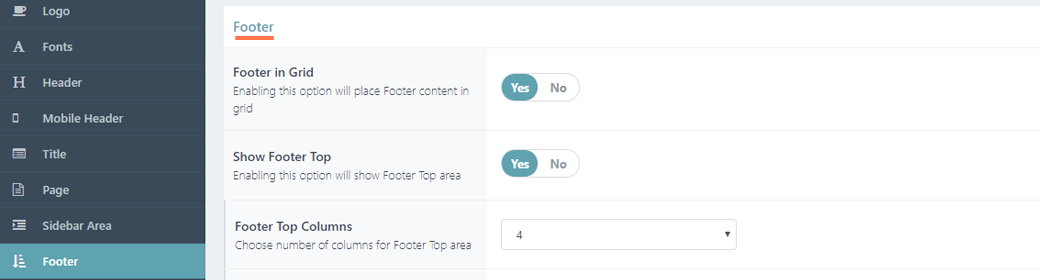 Logo
Fonts
Header
Mobile Header
Title
Page
Sidebar Area
Footer
Footer
Footer in Grid
Enabling this option will place Footer content in
grid
Yes No
Show Footer Top
Enabling this option will show Footer Top area
Yes No
Footer Top Columns
Choose number of columns for Footer Top area
4